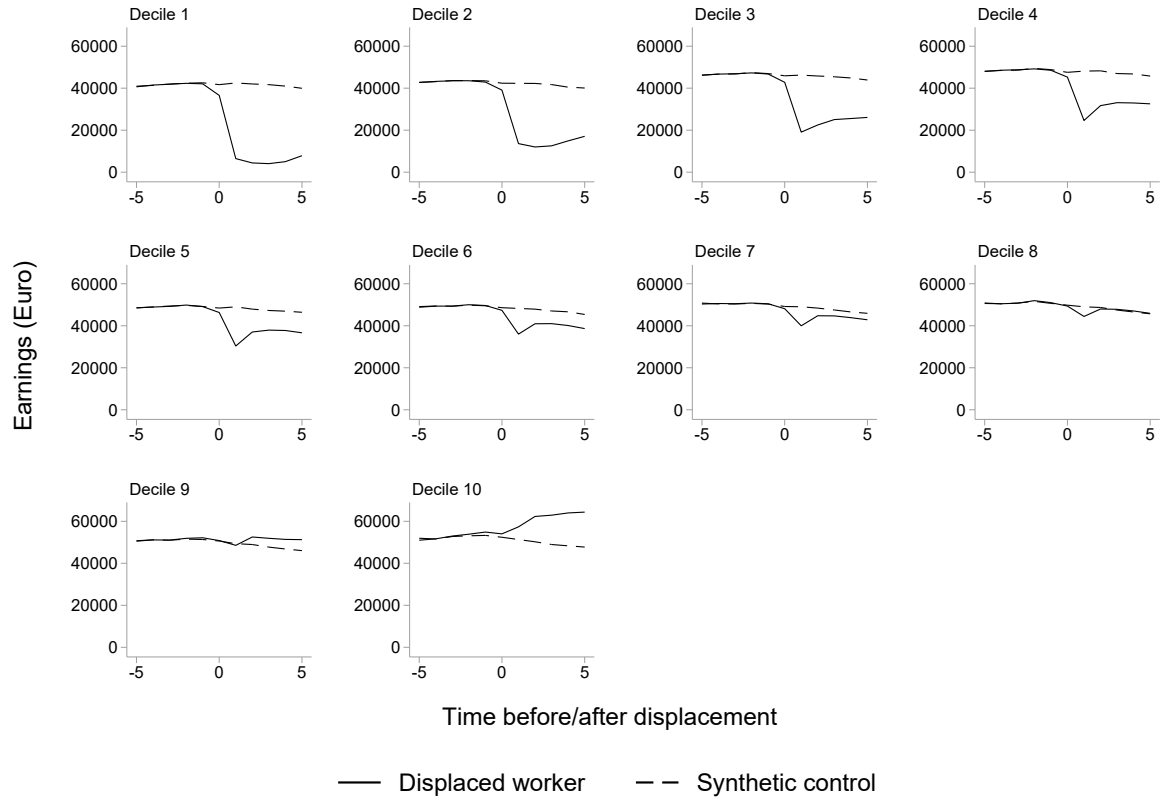 Decile 1 Decile 2 Decile 3 Decile 4
60000 60000 60000 60000
40000 40000 40000 40000
20000 20000 20000 20000
0 0 0 0
-5 0 5 -5 0 5 -5 0 5 -5 0 5
Decile 5 Decile 6 Decile 7 Decile 8
60000 60000 60000 60000
40000 40000 40000 40000
20000 20000 20000 20000
0 0 0 0
-5 0 5 -5 0 5 -5 0 5 -5 0 5
Earnings (Euro)
Decile 9 Decile 10
60000 60000
40000 40000
20000 20000
0 0
-5 0 5 -5 0 5
Time before/after displacement
Displaced worker Synthetic control